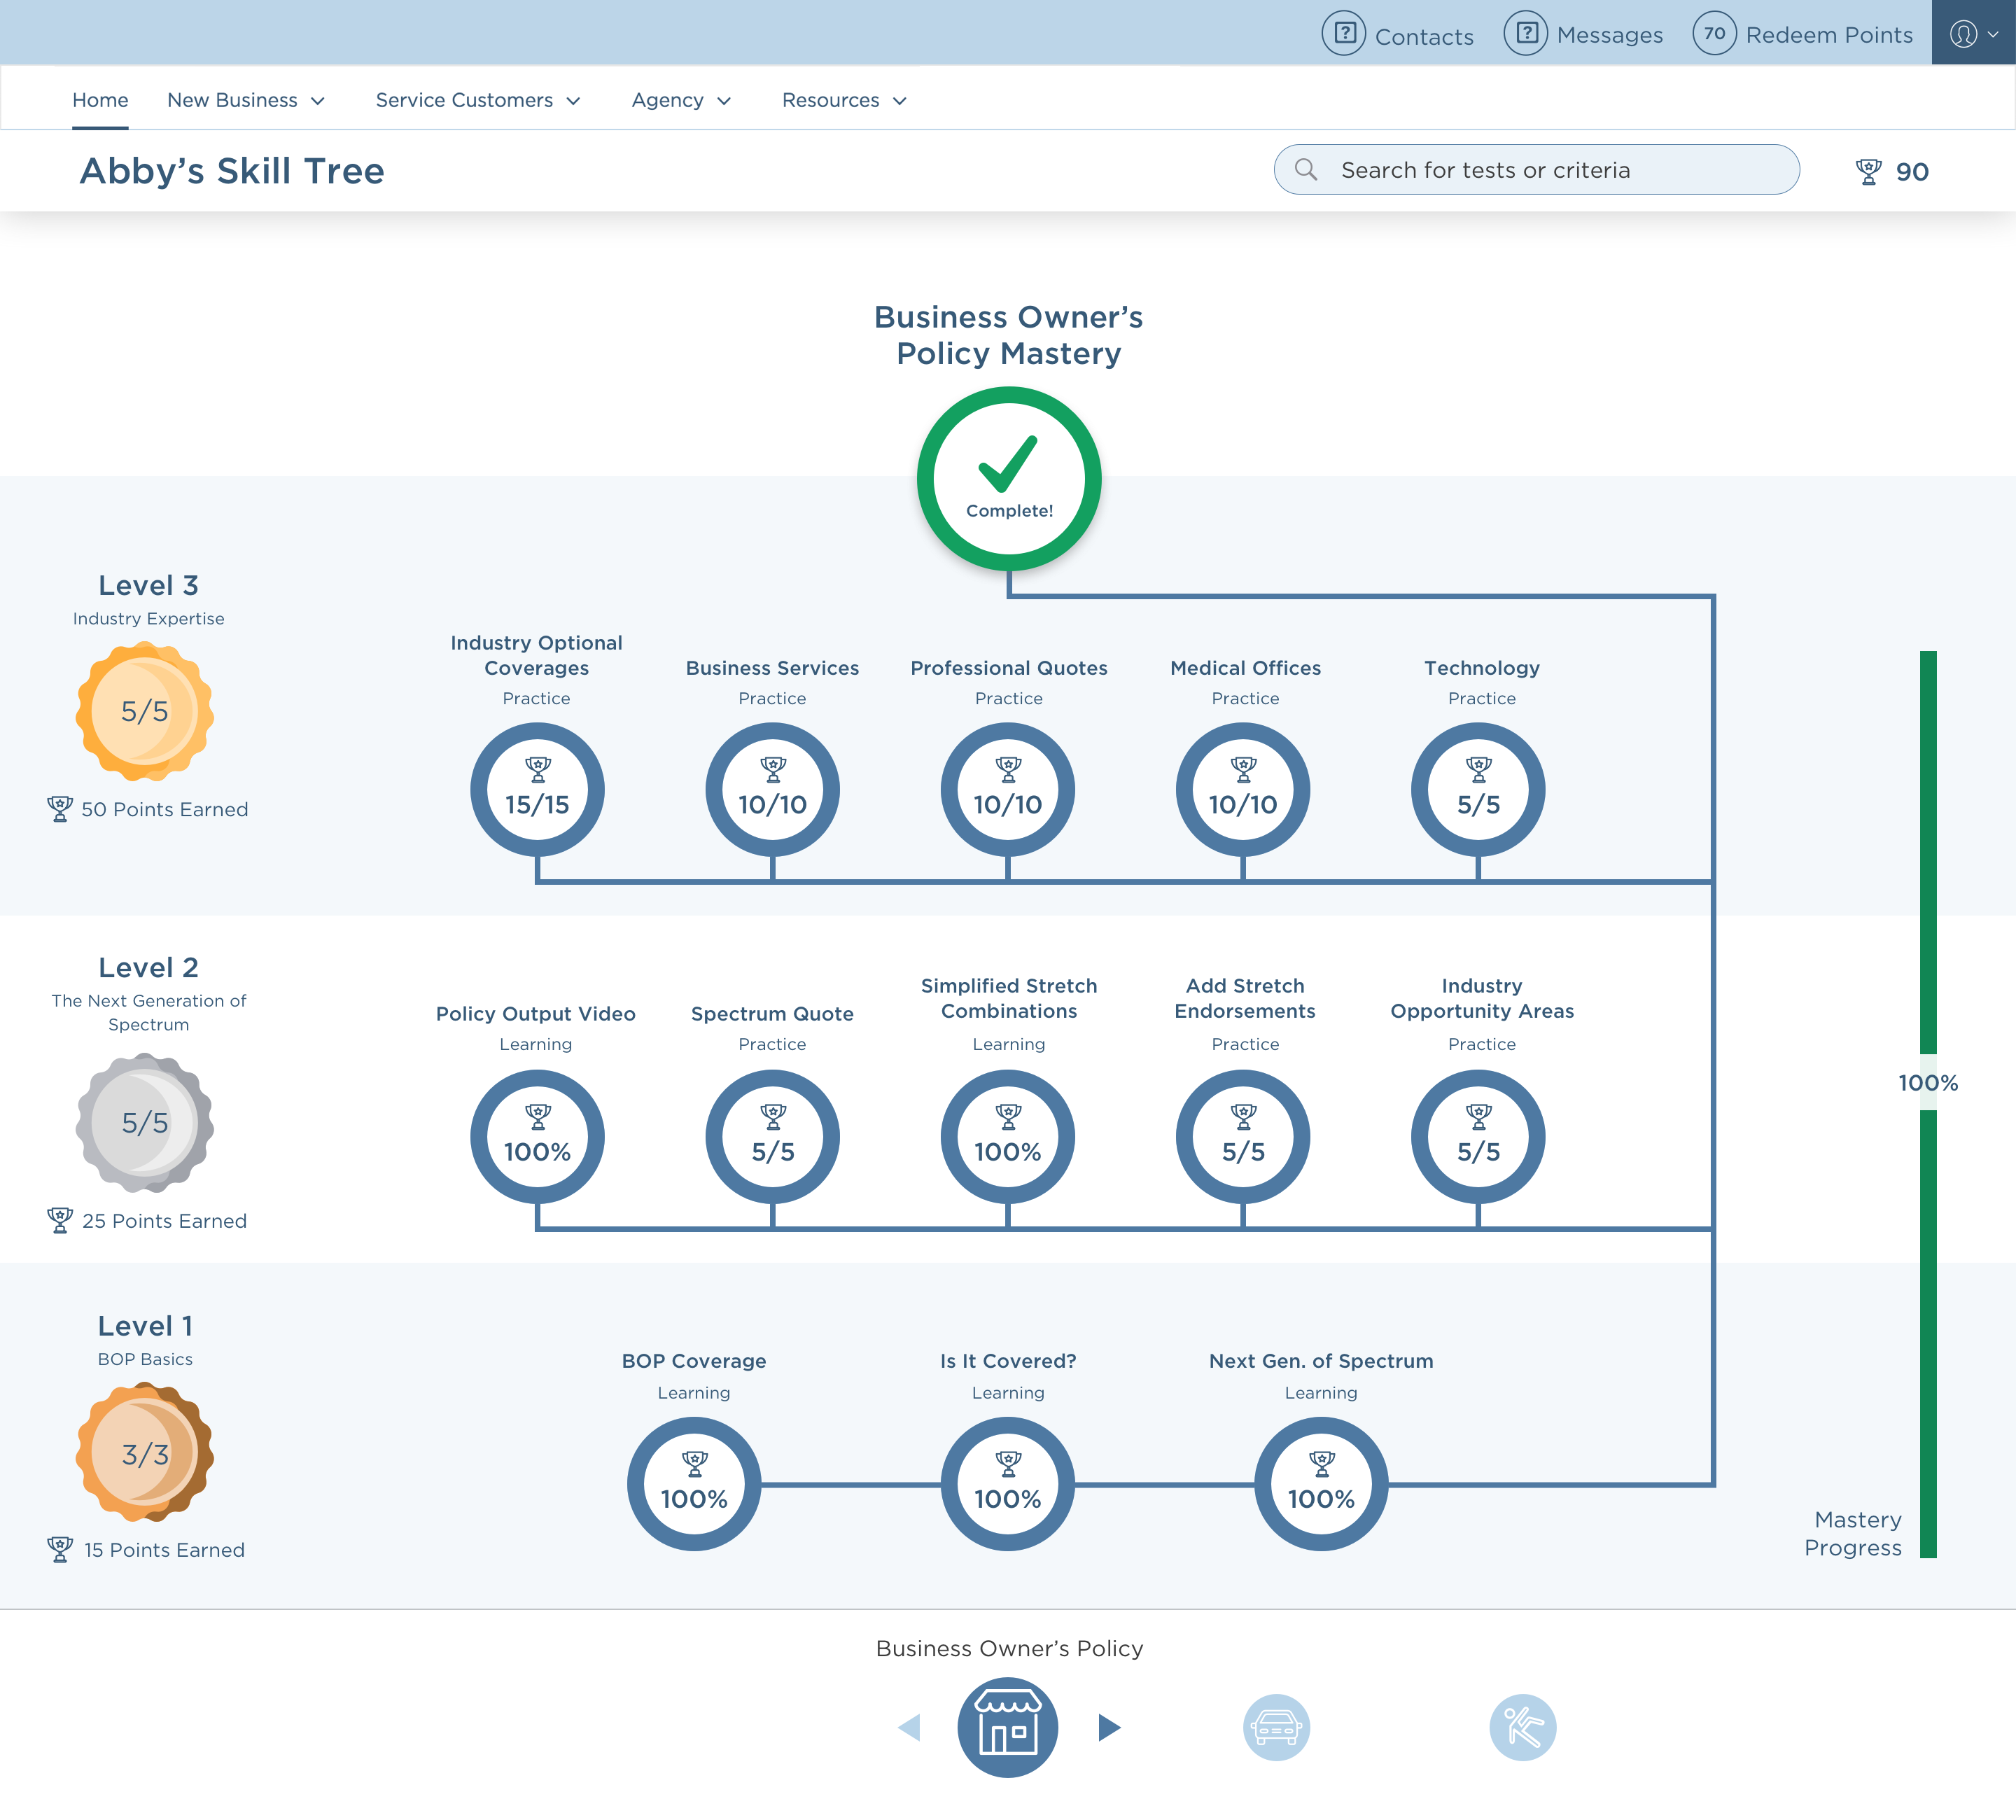 Contacts
Messages
70 Redeem Points
Home New Business Service Customers Agency Resources
Abby's Skill Tree
Search for tests or criteria
90
Business Owner's
Policy Mastery
Complete!
Level 3
Industry Expertise
5/5
50 Points Earned
Industry Optional
Coverages
Practice
15/15
Business Services
Practice
10/10
Professional Quotes
Practice
10/10
Medical Offices
Practice
10/10
Technology
Practice
5/5
Level 2
The Next Generation of
Spectrum
5/5
25 Points Earned
Policy Output Video
Learning
100%
Spectrum Quote
Practice
5/5
Simplified Stretch
Combinations
Learning
100%
Add Stretch
Endorsements
Practice
5/5
Industry
Opportunity Areas
Practice
5/5
100%
Level 1
BOP Basics
3/3
15 Points Earned
BOP Coverage
Learning
100%
Is It Covered?
Learning
100%
Next Gen. of Spectrum
Learning
100%
Mastery
Progress
Business Owner's Policy